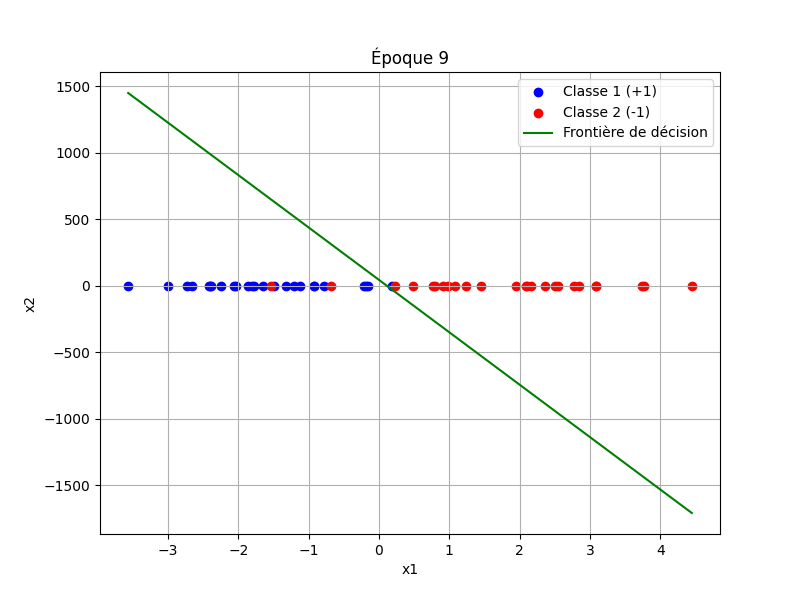 Époque 9
Classe 1 (+1)
Classe 2 (-1)
Frontière de décision
1500
1000
500
0
−500
−1000
−1500
x2
−3 −2 −1 0 1 2 3 4
x1